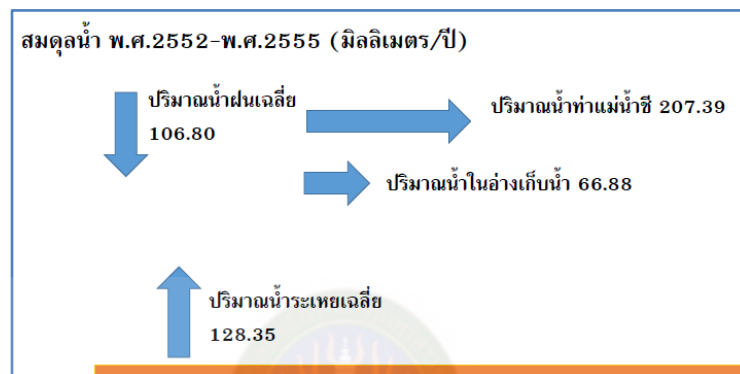 สมดุลน้ำ พ.ศ.2552-พ.ศ.2555 (มิลลิเมตร/ปี)
ปริมาณน้ำฝนเฉลี่ย
106.80
ปริมาณน้ำท่าแม่น้ำชี 207.39
ปริมาณน้ำในอ่างเก็บน้ำ 66.88
ปริมาณน้ำระเหยเฉลี่ย
128.35